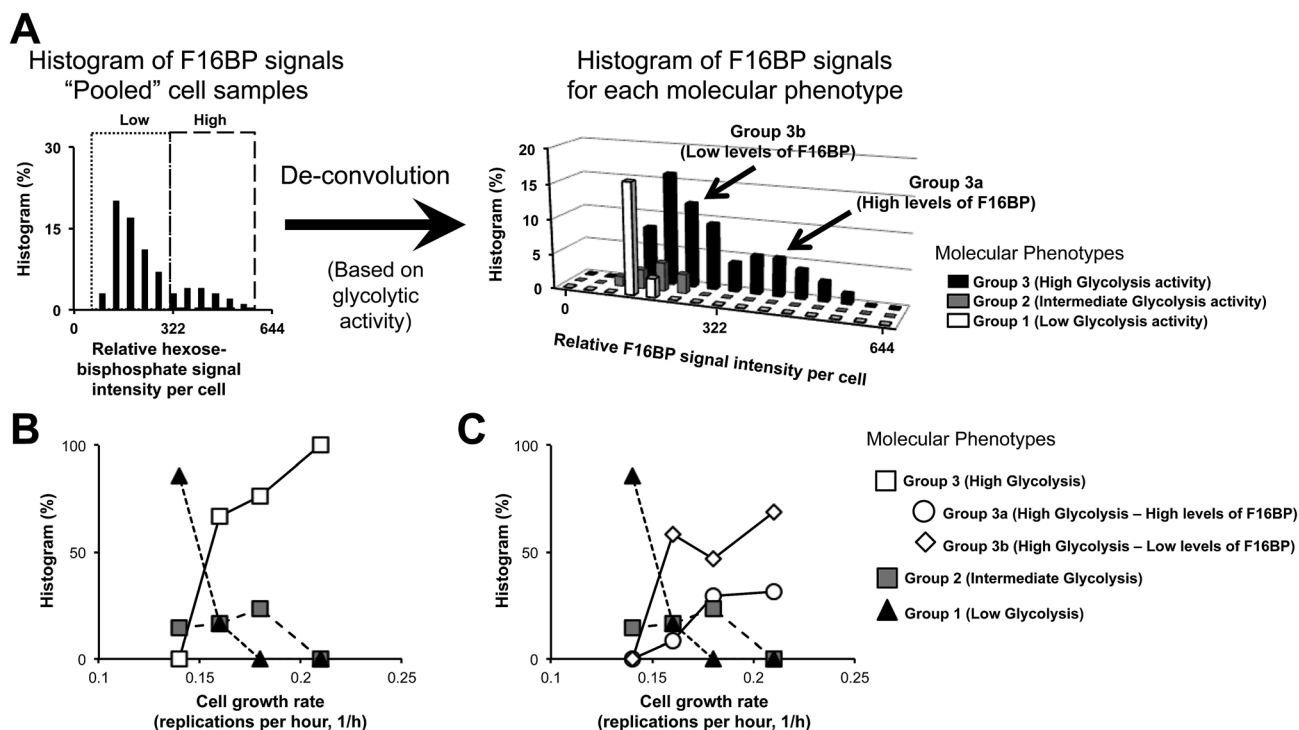 A
Histogram of F16BP signals
“Pooled” cell samples
Low
High
30
15
0
Histogram (%)
0
322
644
Relative hexose-
bisphosphate signal
intensity per cell
De-convolution
(Based on
glycolytic
activity)
Histogram of F16BP signals
for each molecular phenotype
Group 3b
(Low levels of F16BP)
Group 3a
(High levels of F16BP)
20
15
10
5
0
Histogram (%)
0
322
644
Relative F16BP signal intensity per cell
Molecular Phenotypes
Group 3 (High Glycolysis activity)
Group 2 (Intermediate Glycolysis activity)
Group 1 (Low Glycolysis activity)
B
100
50
0
Histogram (%)
0.1
0.15
0.2
0.25
Cell growth rate
(replications per hour, 1/h)
C
100
50
0
Histogram (%)
0.1
0.15
0.2
0.25
Cell growth rate
(replications per hour, 1/h)
Molecular Phenotypes
Group 3 (High Glycolysis)
Group 3a (High Glycolysis – High levels of F16BP)
Group 3b (High Glycolysis – Low levels of F16BP)
Group 2 (Intermediate Glycolysis)
Group 1 (Low Glycolysis)